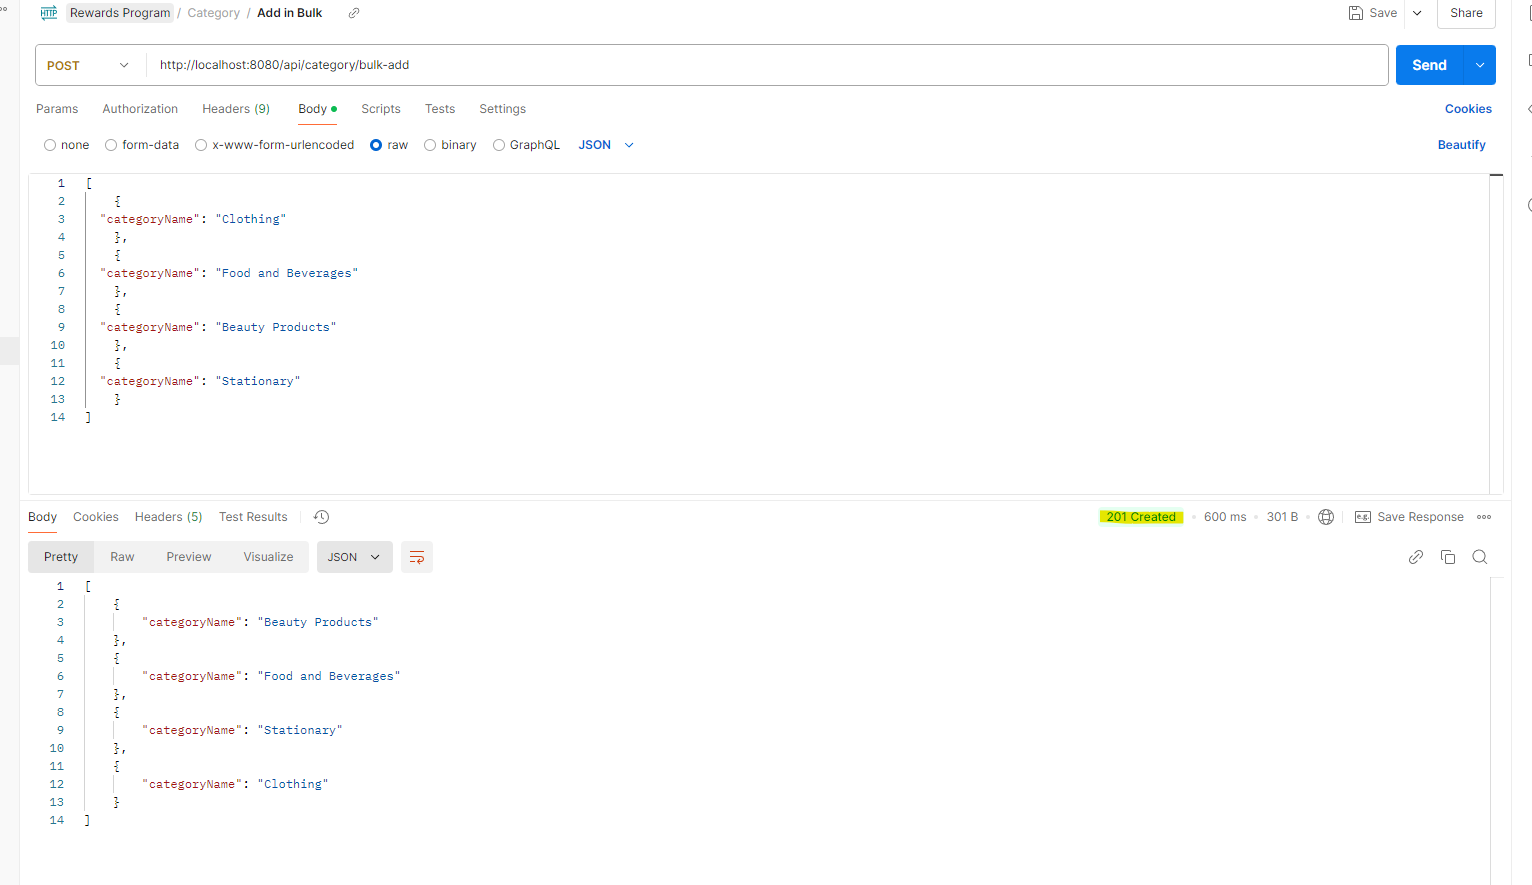 HTTP Rewards Program / Category / Add in Bulk Save Share
POST http://localhost:8080/api/category/bulk-add Send
Params Authorization Headers (9) Body Scripts Tests Settings Cookies
none form-data x-www-form-urlencoded raw binary GraphQL JSON Beautify
1 [
2 {
3 "categoryName": "Clothing"
4 },
5 {
6 "categoryName": "Food and Beverages"
7 },
8 {
9 "categoryName": "Beauty Products"
10 },
11 {
12 "categoryName": "Stationary"
13 }
14 ]
Body Cookies Headers (5) Test Results 201 Created 600 ms 301 B e.g. Save Response
Pretty Raw Preview Visualize JSON
1 [
2 {
3 "categoryName": "Beauty Products"
4 },
5 {
6 "categoryName": "Food and Beverages"
7 },
8 {
9 "categoryName": "Stationary"
10 },
11 {
12 "categoryName": "Clothing"
13 }
14 ]